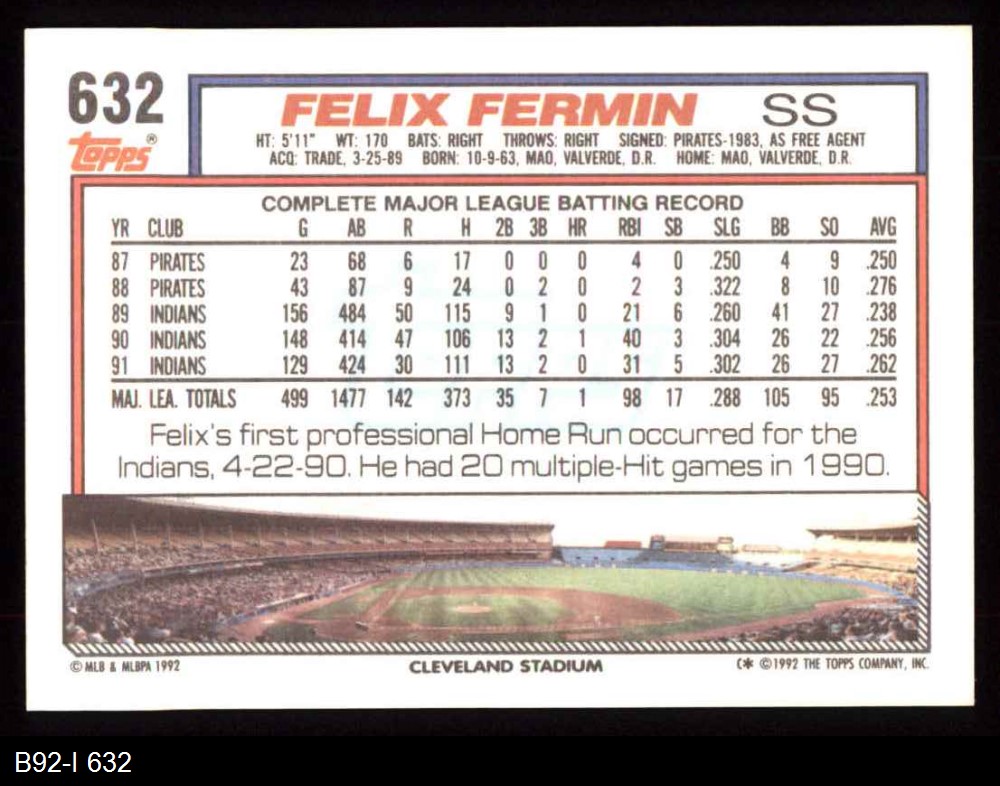 632
Topps®
FELIX FERMIN SS
HT: 5'11" WT: 170 BATS: RIGHT THROWS: RIGHT SIGNED: PIRATES-1983, AS FREE AGENT
ACQ: TRADE, 3-25-89 BORN: 10-9-63, MAO, VALVERDE, D.R. HOME: MAO, VALVERDE, D.R.
COMPLETE MAJOR LEAGUE BATTING RECORD
YR CLUB G AB R H 2B 3B HR RBI SB SLG BB SO AVG
87 PIRATES 23 68 6 17 0 0 0 4 0 .250 4 9 .250
88 PIRATES 43 87 9 24 0 2 0 2 3 .322 8 10 .276
89 INDIANS 156 484 50 115 9 1 0 21 6 .260 41 27 .238
90 INDIANS 148 414 47 106 13 2 1 40 3 .304 26 22 .256
91 INDIANS 129 424 30 111 13 2 0 31 5 .302 26 27 .262
MAJ. LEA. TOTALS 499 1477 142 373 35 7 1 98 17 .288 105 95 .253
Felix's first professional Home Run occurred for the
Indians, 4-22-90. He had 20 multiple-Hit games in 1990.
© MLB & MLBPA 1992 CLEVELAND STADIUM (* ©1992 THE TOPPS COMPANY, INC.
B92-I 632